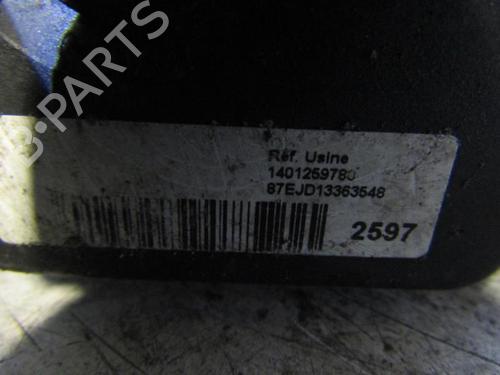 B-PARTS
Réf. Usine
1401259780
87EJD13363548
2597